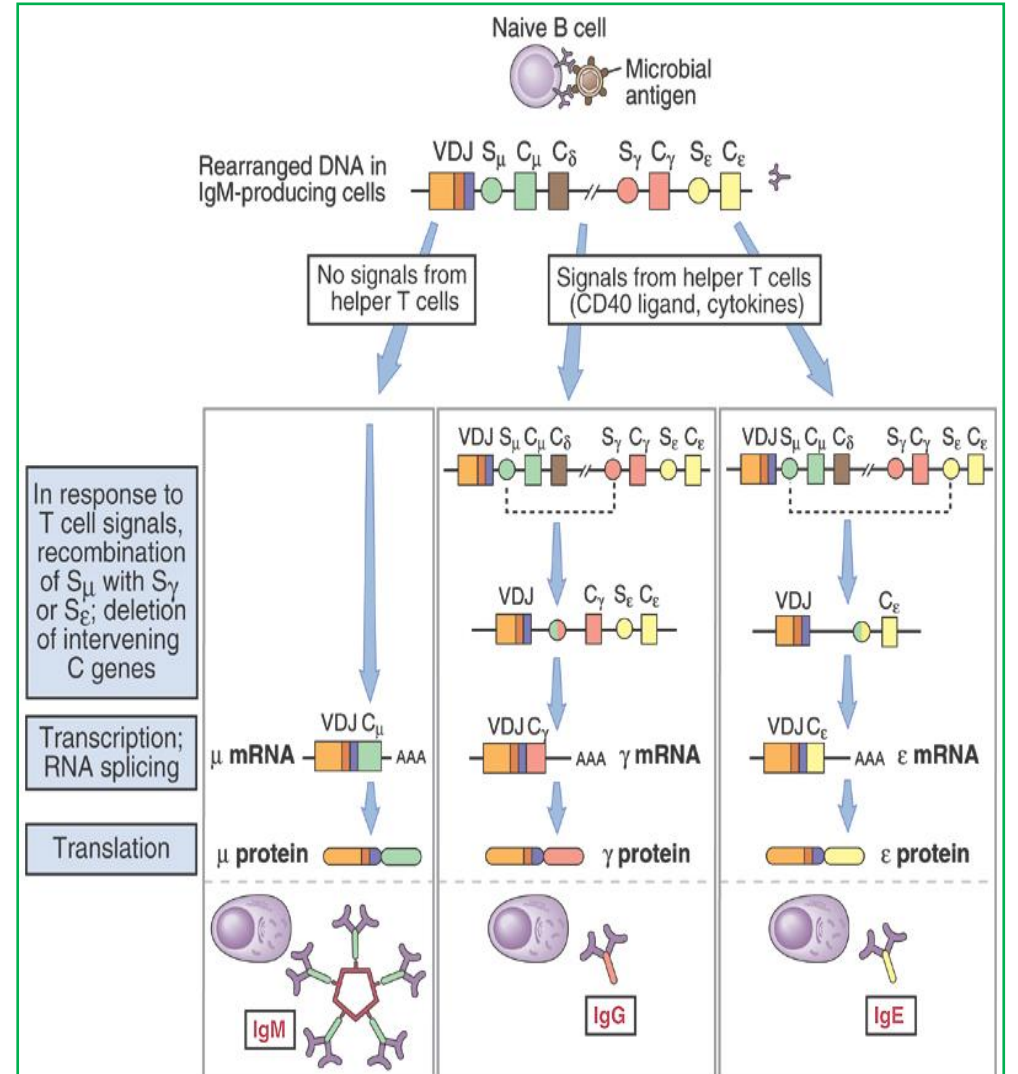 Naive B cell
Microbial
antigen
VDJ Sμ Cμ Cδ Sγ Cγ Sε Cε
Rearranged DNA in
IgM-producing cells
No signals from
helper T cells
Signals from helper T cells
(CD40 ligand, cytokines)
VDJ Sμ Cμ Cδ Sγ Cγ Sε Cε
VDJ Sμ Cμ Cδ Sγ Cγ Sε Cε
In response to
T cell signals,
recombination
of Sμ with Sγ
or Sε; deletion
of intervening
C genes
VDJ Cγ Sε Cε
VDJ Cε
Transcription;
RNA splicing
VDJ Cμ
μ mRNA AAA
VDJ Cγ
AAA γ mRNA
VDJ Cε
AAA ε mRNA
Translation
μ protein
γ protein
ε protein
IgM
IgG
IgE